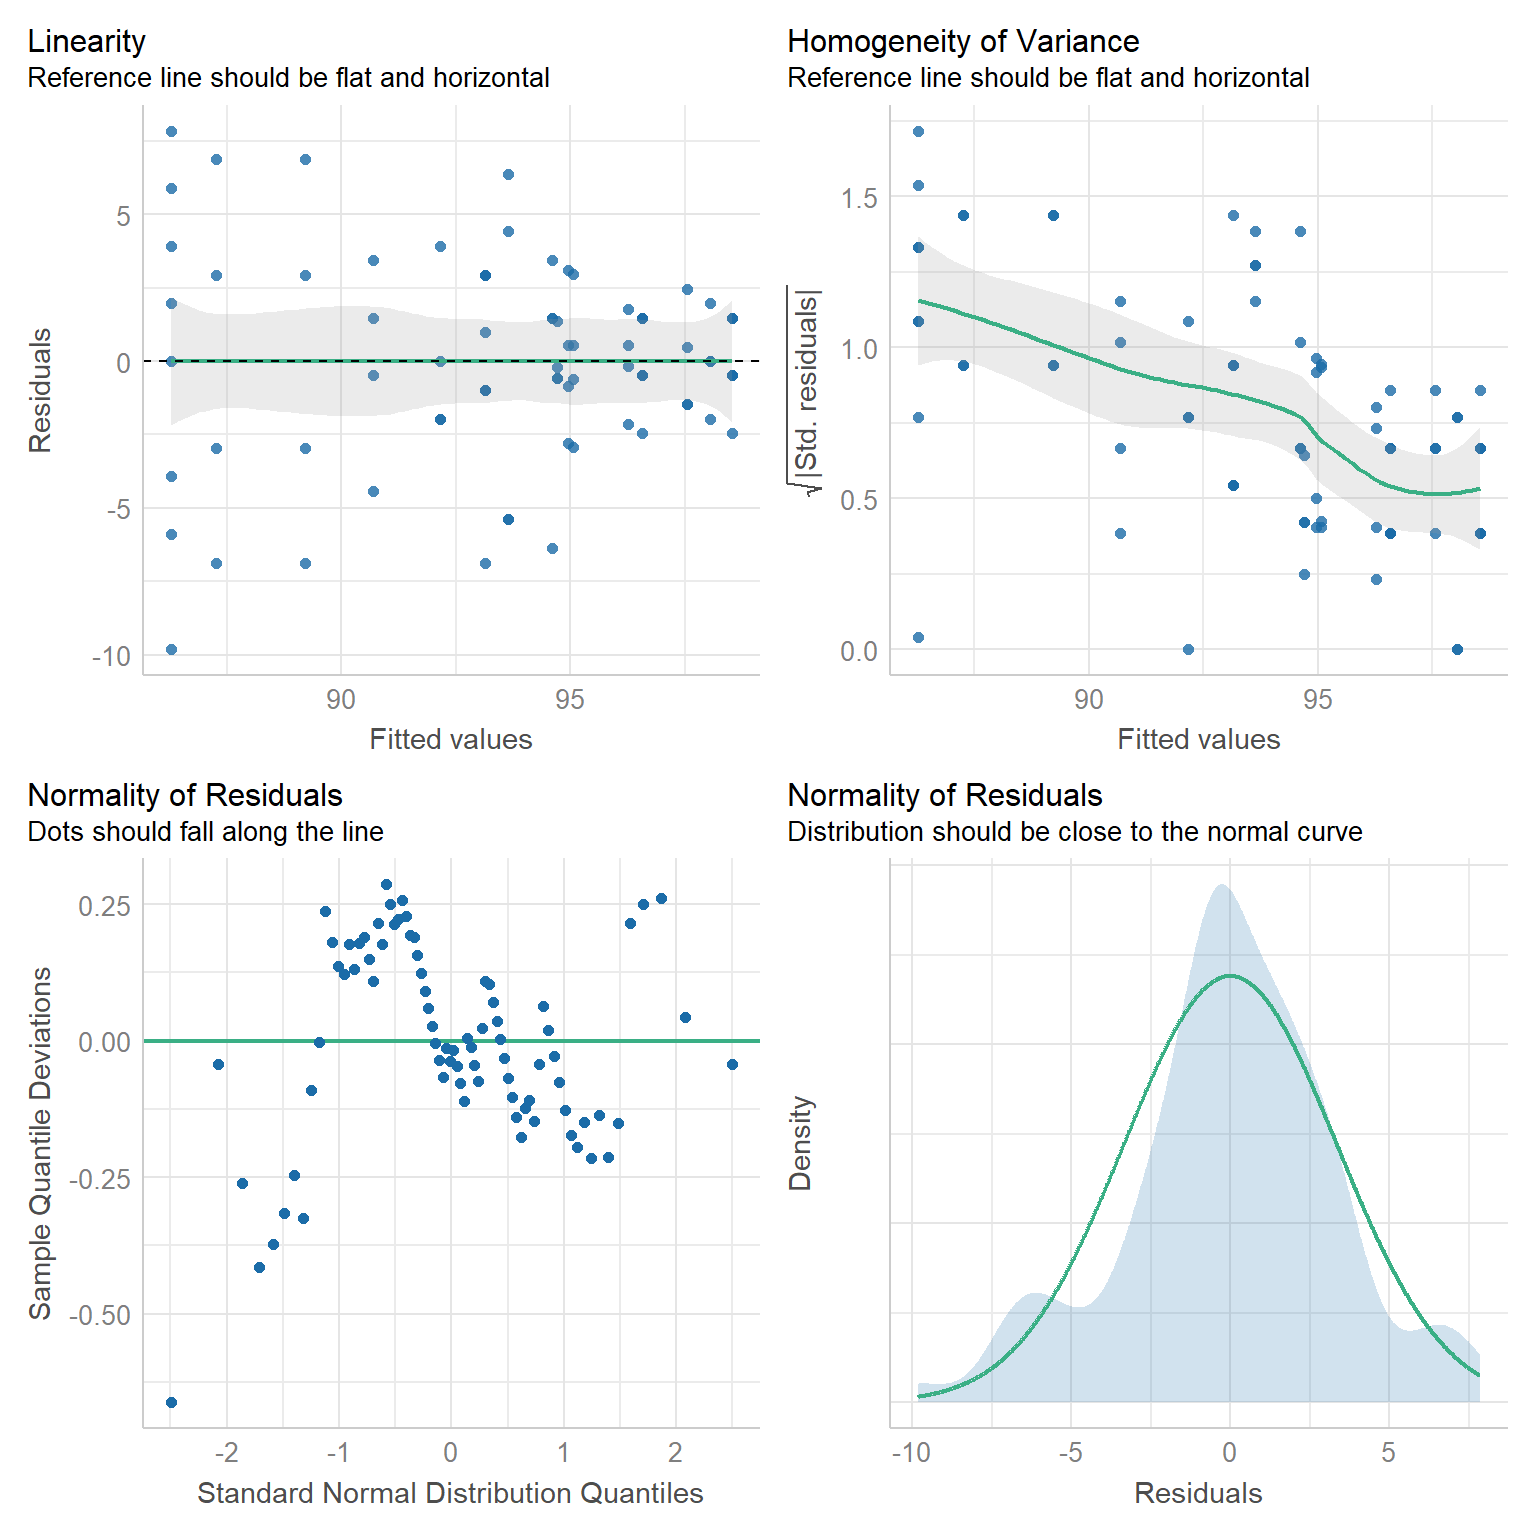 Linearity
Reference line should be flat and horizontal
Residuals
5
0
-5
-10
90
95
Fitted values
Homogeneity of Variance
Reference line should be flat and horizontal
√|Std. residuals|
1.5
1.0
0.5
0.0
90
95
Fitted values
Normality of Residuals
Dots should fall along the line
Sample Quantile Deviations
0.25
0.00
-0.25
-0.50
-2
-1
0
1
2
Standard Normal Distribution Quantiles
Normality of Residuals
Distribution should be close to the normal curve
Density
-10
-5
0
5
Residuals